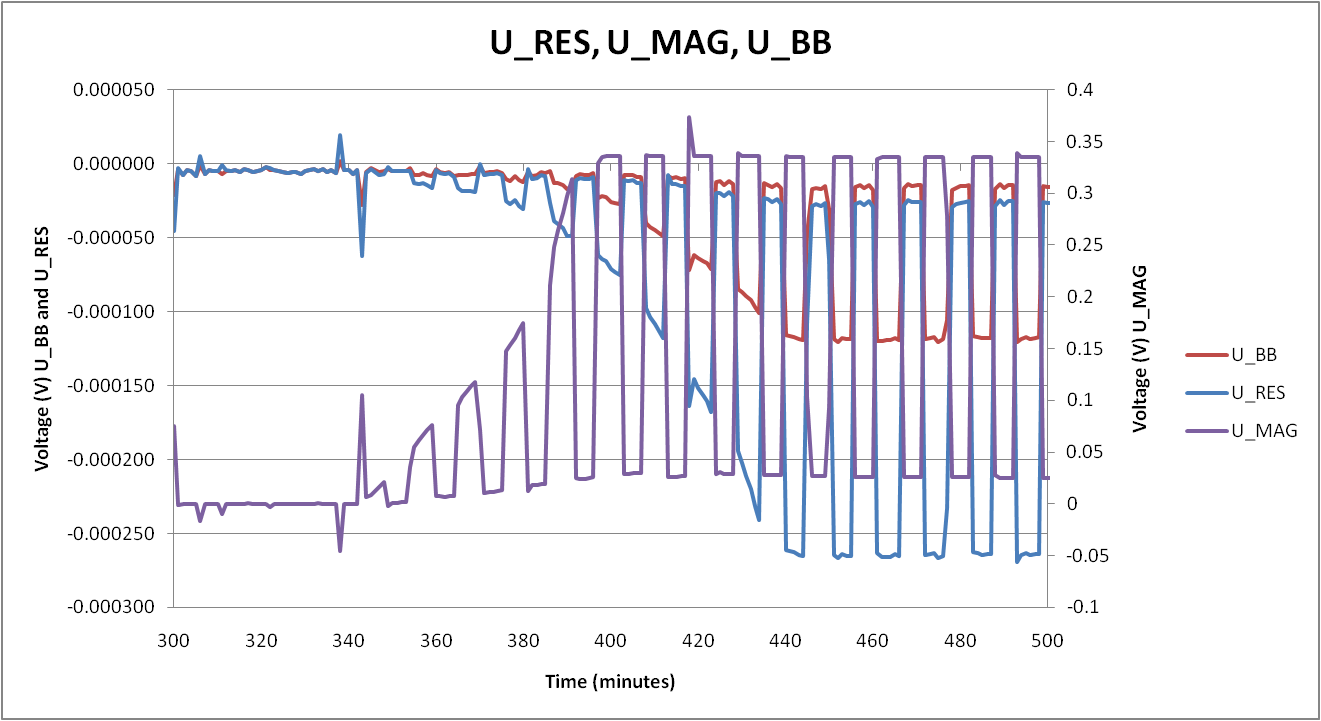 U_RES, U_MAG, U_BB
0.000050
0.000000
-0.000050
-0.000100
-0.000150
-0.000200
-0.000250
-0.000300
Voltage (V) U_BB and U_RES
0.4
0.35
0.3
0.25
0.2
0.15
0.1
0.05
0
-0.05
-0.1
Voltage (V) U_MAG
U_BB
U_RES
U_MAG
300 320 340 360 380 400 420 440 460 480 500
Time (minutes)